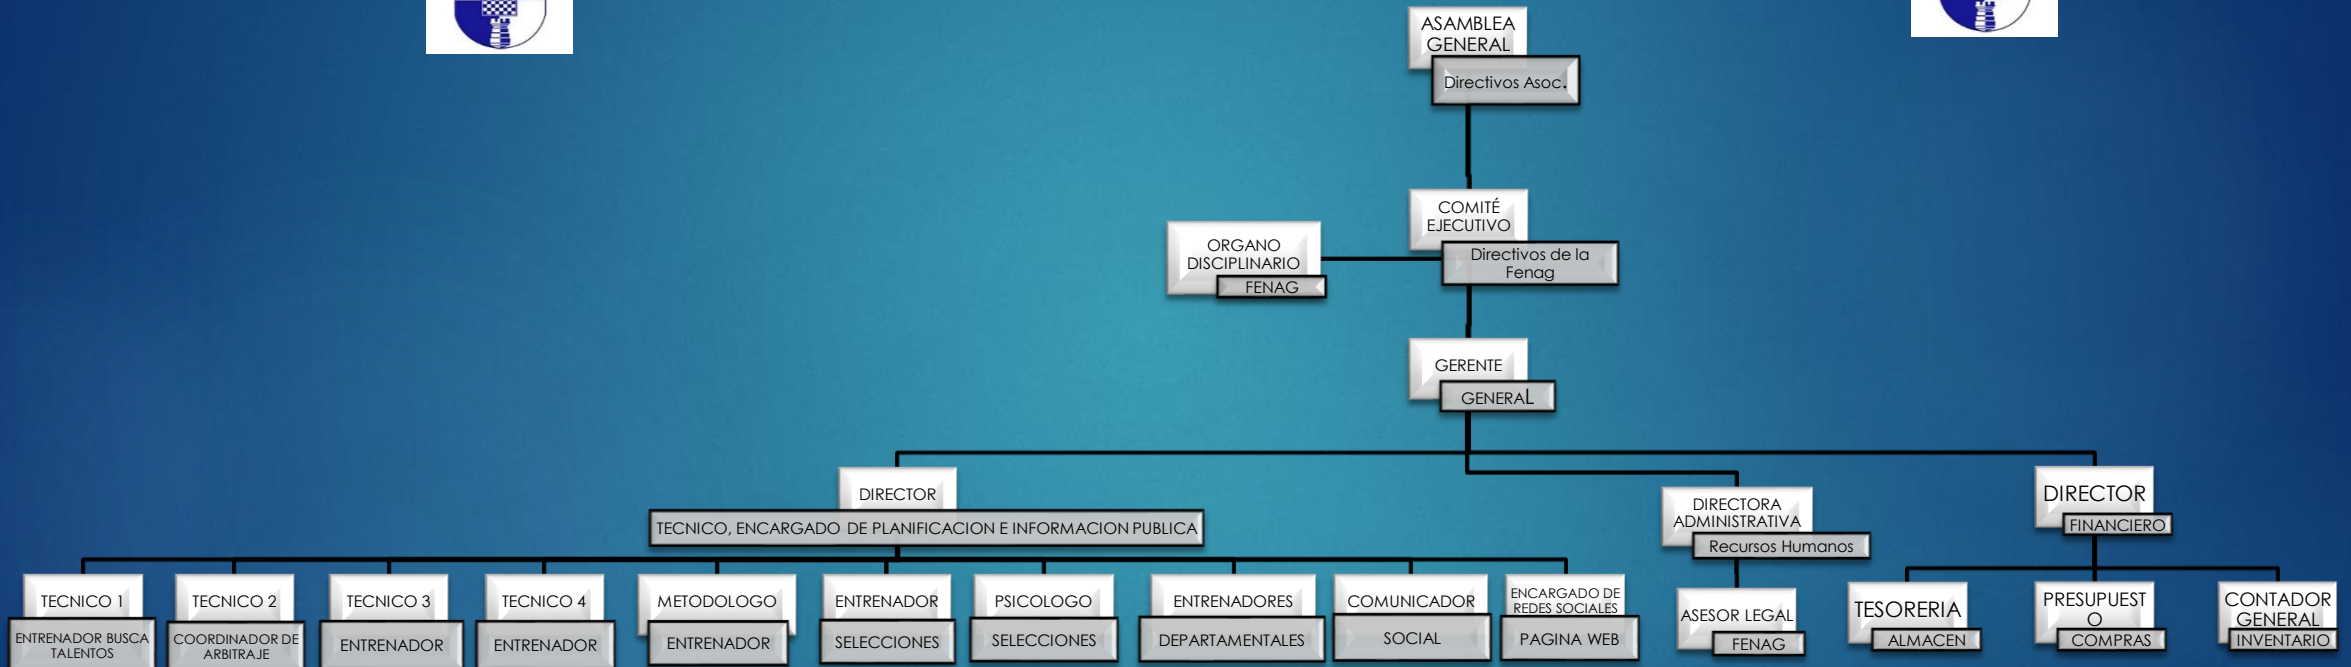 ASAMBLEA
GENERAL
Directivos Asoc.
COMITÉ
EJECUTIVO
Directivos de la
Fenag
ORGANO
DISCIPLINARIO
FENAG
GERENTE
GENERAL
DIRECTOR
TECNICO, ENCARGADO DE PLANIFICACION E INFORMACION PUBLICA
DIRECTORA
ADMINISTRATIVA
Recursos Humanos
DIRECTOR
FINANCIERO
TECNICO 1
ENTRENADOR BUSCA
TALENTOS
TECNICO 2
COORDINADOR DE
ARBITRAJE
TECNICO 3
ENTRENADOR
TECNICO 4
ENTRENADOR
METODOLOGO
ENTRENADOR
ENTRENADOR
SELECCIONES
PSICOLOGO
SELECCIONES
ENTRENADORES
DEPARTAMENTALES
COMUNICADOR
SOCIAL
ENCARGADO DE
REDES SOCIALES
PAGINA WEB
ASESOR LEGAL
FENAG
TESORERIA
ALMACEN
PRESUPUEST
O
COMPRAS
CONTADOR
GENERAL
INVENTARIO